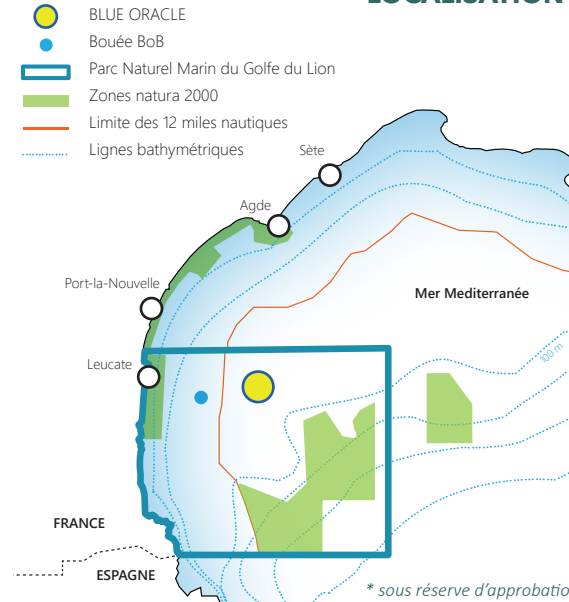 LOCALISATION
BLUE ORACLE
Bouée BoB
Parc Naturel Marin du Golfe du Lion
Zones natura 2000
Limite des 12 miles nautiques
Lignes bathymétriques
Sète
Agde
Port-la-Nouvelle
Mer Mediterranée
Leucate
100 m
FRANCE
ESPAGNE
* sous réserve d'approbatio